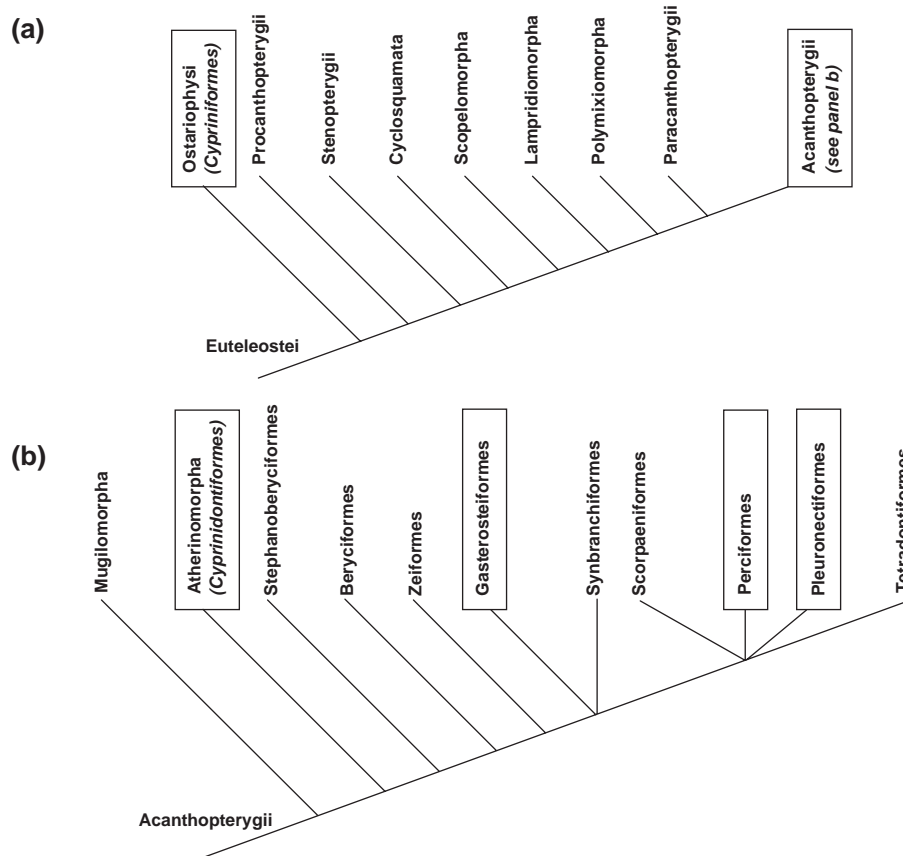 (a)
Ostariophysi
(Cypriniformes)
Procanthopterygii
Stenopterygii
Cyclosquamata
Scopelomorpha
Lampridiomorpha
Polymixiomorpha
Paracanthopterygii
Acanthopterygii
(see panel b)
Euteleostei
(b)
Mugilomorpha
Atherinomorpha
(Cyprinidontiformes)
Stephanoberyciformes
Beryciformes
Zeiformes
Gasterosteiformes
Synbranchiformes
Scorpaeniformes
Perciformes
Pleuronectiformes
Tetradontiformes
Acanthopterygii